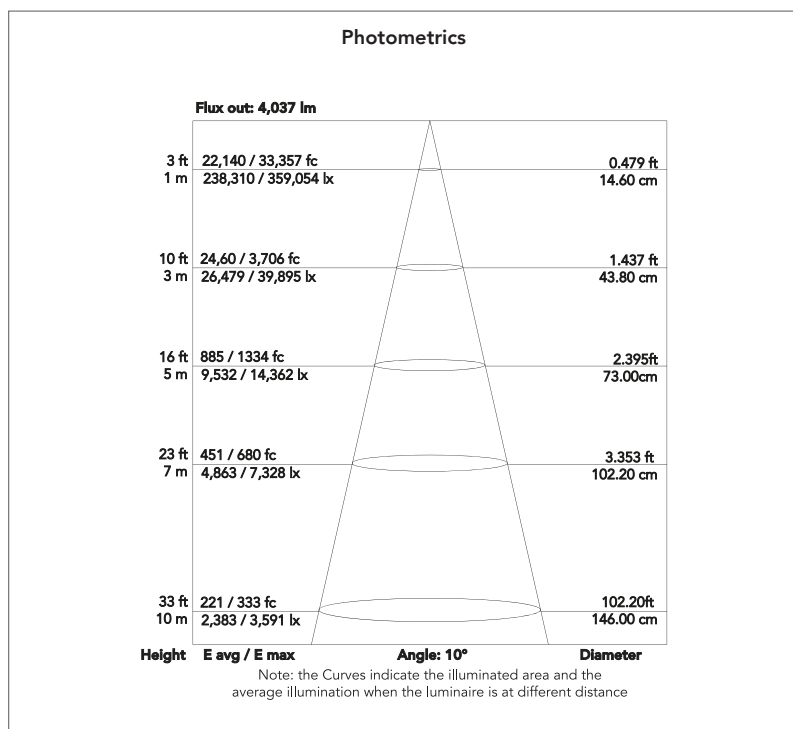 Photometrics
Flux out: 4,037 lm
3 ft 22,140 / 33,357 fc 0.479 ft
1 m 238,310 / 359,054 lx 14.60 cm
10 ft 24,60 / 3,706 fc 1.437 ft
3 m 26,479 / 39,895 lx 43.80 cm
16 ft 885 / 1334 fc 2.395ft
5 m 9,532 / 14,362 lx 73.00cm
23 ft 451 / 680 fc 3.353 ft
7 m 4,863 / 7,328 lx 102.20 cm
33 ft 221 / 333 fc 102.20ft
10 m 2,383 / 3,591 lx 146.00 cm
Height E avg / E max Angle: 10° Diameter
Note: the Curves indicate the illuminated area and the
average illumination when the luminaire is at different distance